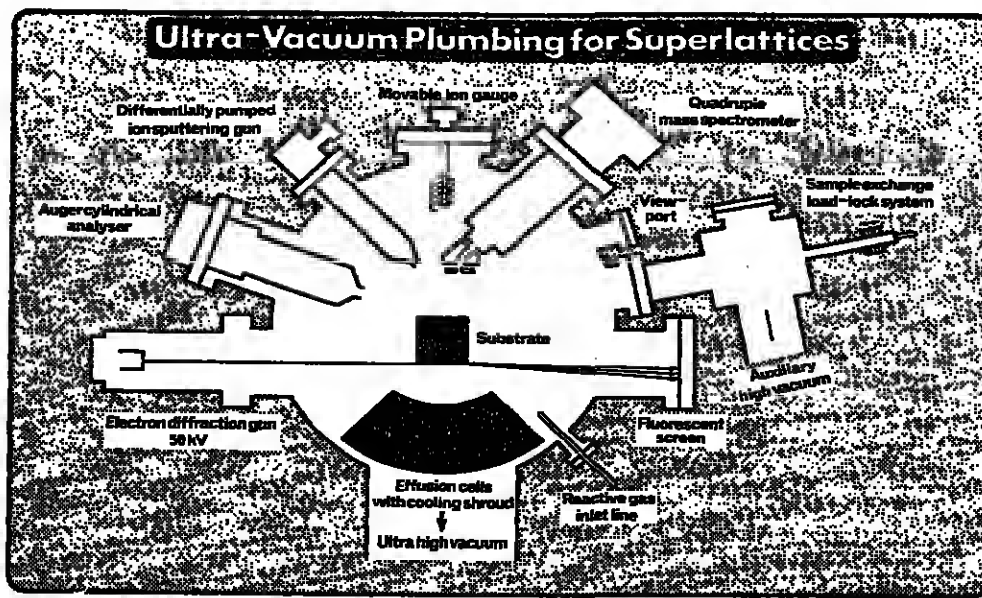 Ultra-Vacuum Plumbing for Superlattices
Movable ion gauge
Differentially pumped
ion sputtering gun
Quadruple
mass spectrometer
Auger cylindrical
analyser
View-
port
Sample exchange
load-lock system
Substrate
Auxiliary
high vacuum
Electron diffraction gun
50 kV
Fluorescent
screen
Effusion cells
with cooling shroud
Ultra high vacuum
Reactive gas
inlet line